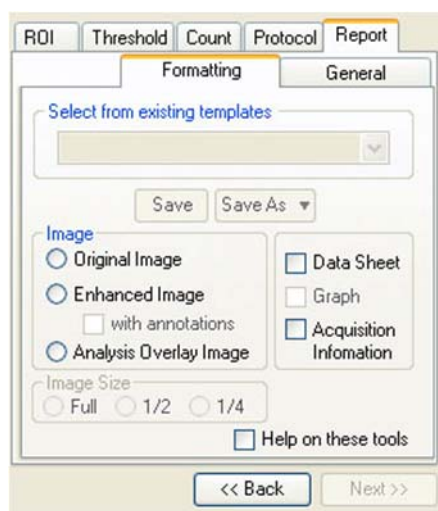 ROI Threshold Count Protocol Report
Formatting General
Select from existing templates
Save Save As
Image
Original Image
Enhanced Image
with annotations
Analysis Overlay Image
Data Sheet
Graph
Acquisition
Infomation
Image Size
Full 1/2 1/4
Help on these tools
<< Back Next >>